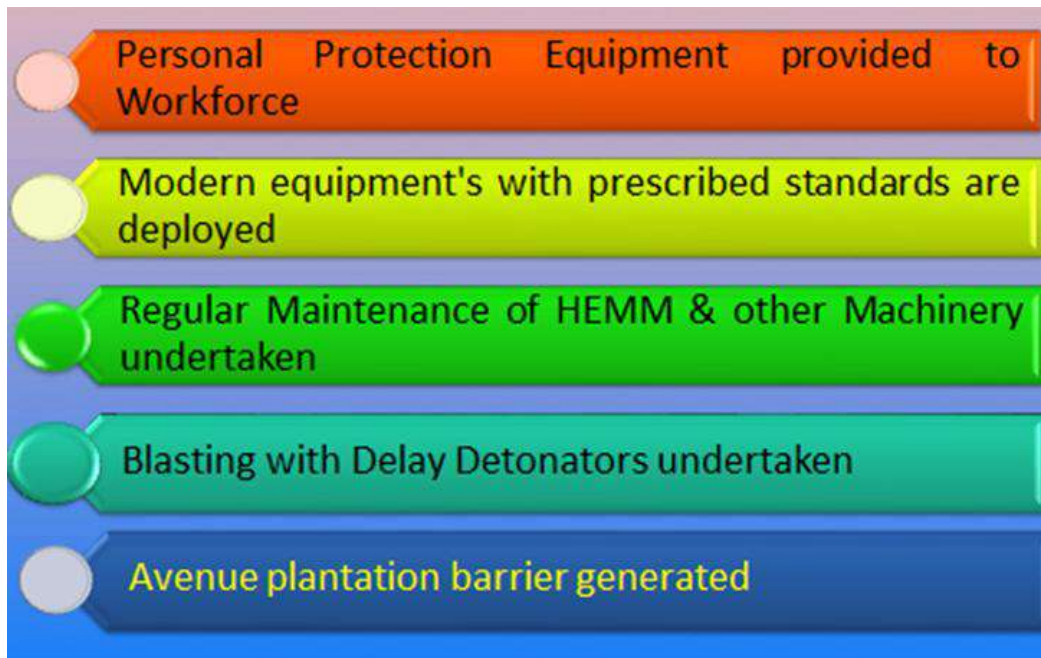 Personal Protection Equipment provided to
Workforce
Modern equipment's with prescribed standards are
deployed
Regular Maintenance of HEMM & other Machinery
undertaken
Blasting with Delay Detonators undertaken
Avenue plantation barrier generated